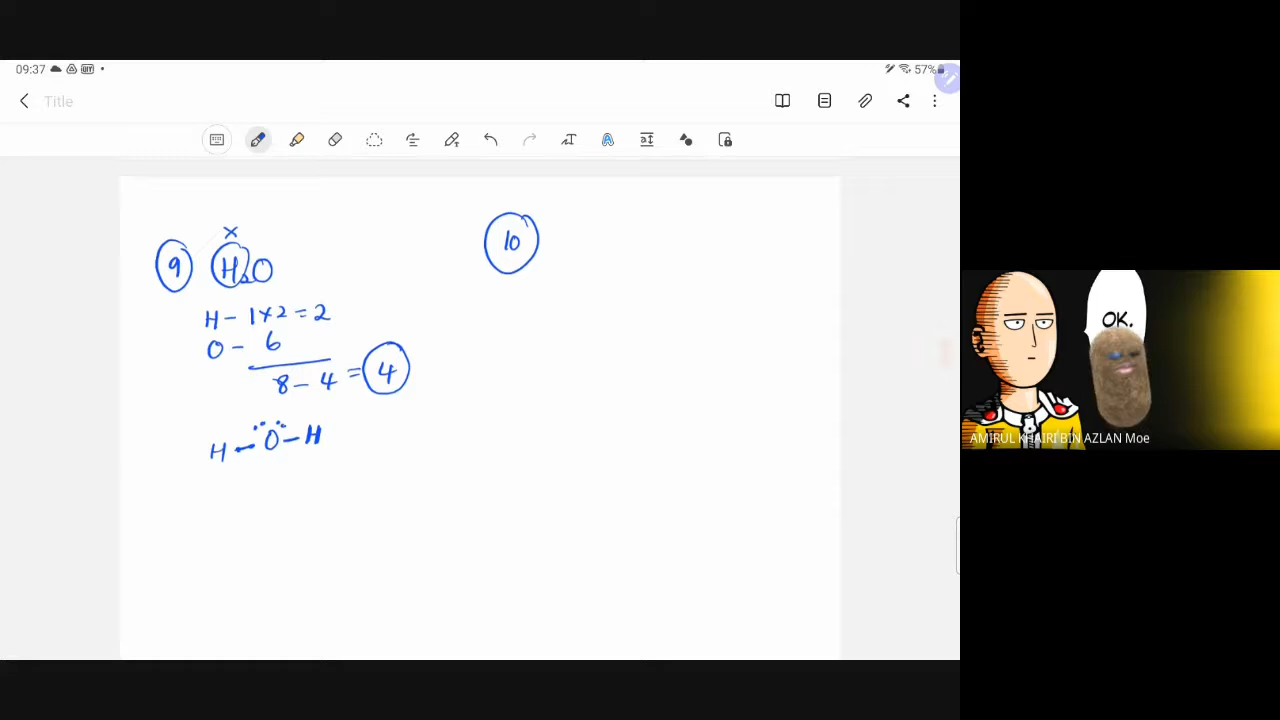 09:37
57%
Title
9 H₂O
x
H - 1 x 2 = 2
O - 6
8 - 4 = 4
H - O - H
10
OK.
AMIRUL KHAIRI BIN AZLAN Moe